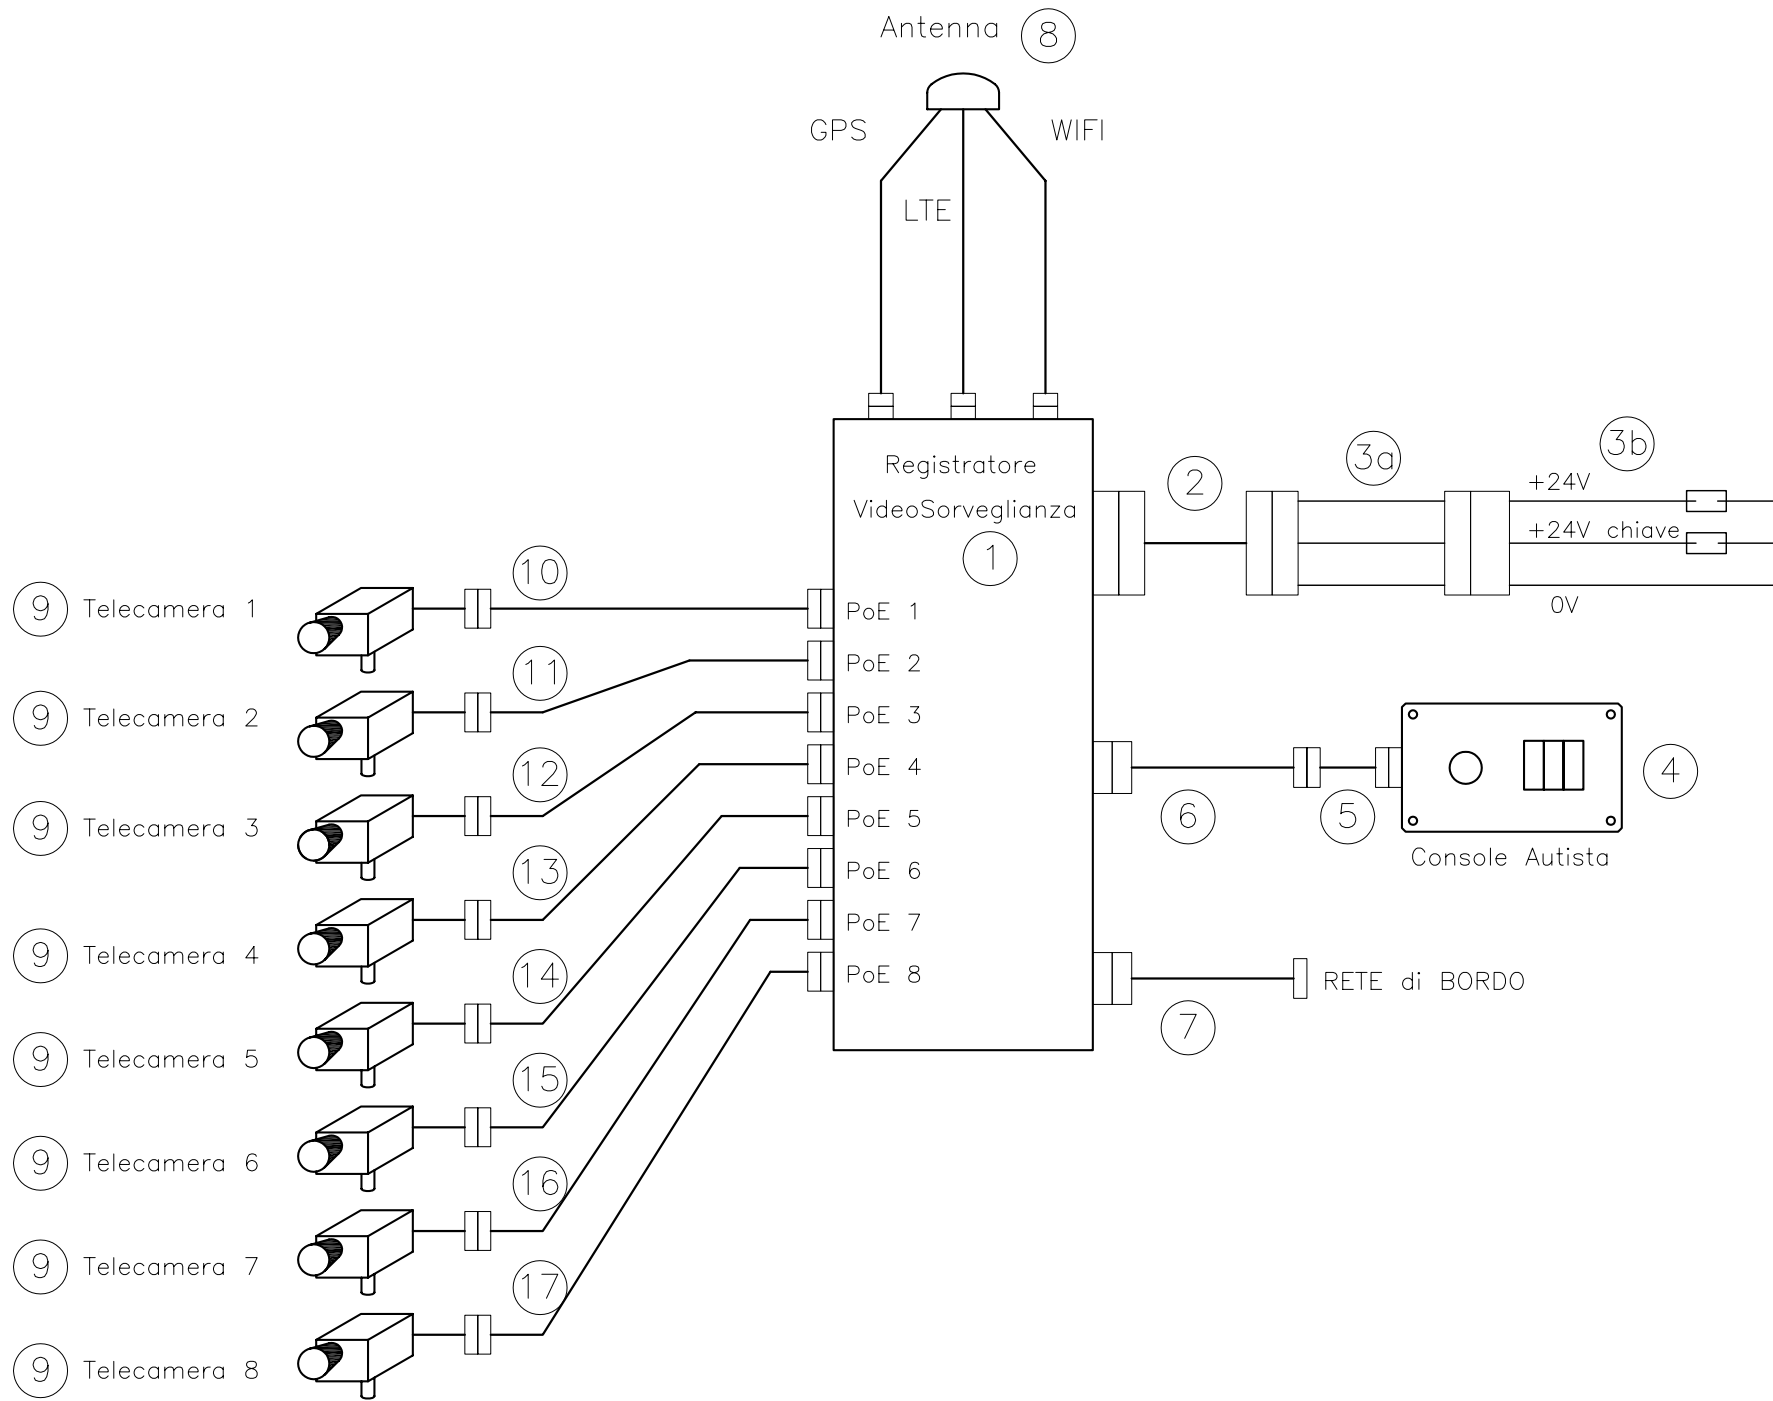 Antenna 8
GPS
WIFI
LTE
Registratore
VideoSorveglianza
1
2
3a
3b
+24V
+24V chiave
0V
9 Telecamera 1
10
PoE 1
9 Telecamera 2
11
PoE 2
9 Telecamera 3
12
PoE 3
9 Telecamera 4
13
PoE 4
9 Telecamera 5
14
PoE 5
9 Telecamera 6
15
PoE 6
9 Telecamera 7
16
PoE 7
9 Telecamera 8
17
PoE 8
6
5
4
Console Autista
7
RETE di BORDO